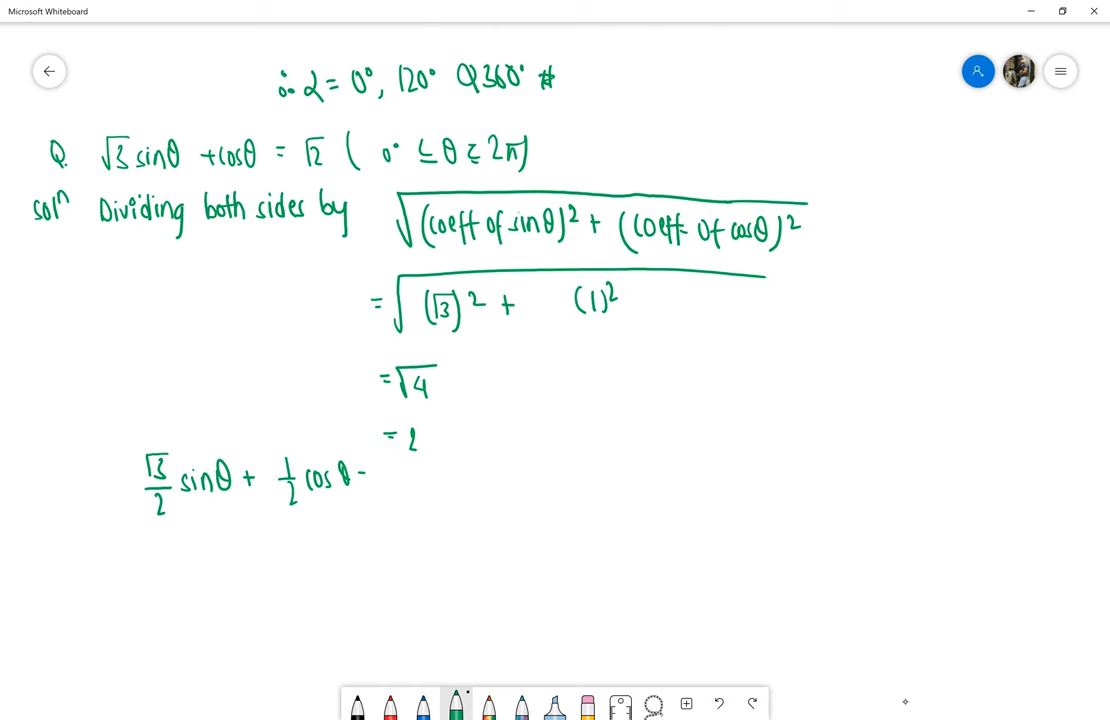 Microsoft Whiteboard
∴ α = 0°, 120° & 360° #
Q. √3 sinθ + cosθ = √2 ( 0° ≤ θ ≤ 2π)
Solⁿ Dividing both sides by √(coeff of sinθ)² + (coeff of cosθ)²
= √(√3)² + (1)²
= √4
= 2
√3/2 sinθ + 1/2 cosθ -